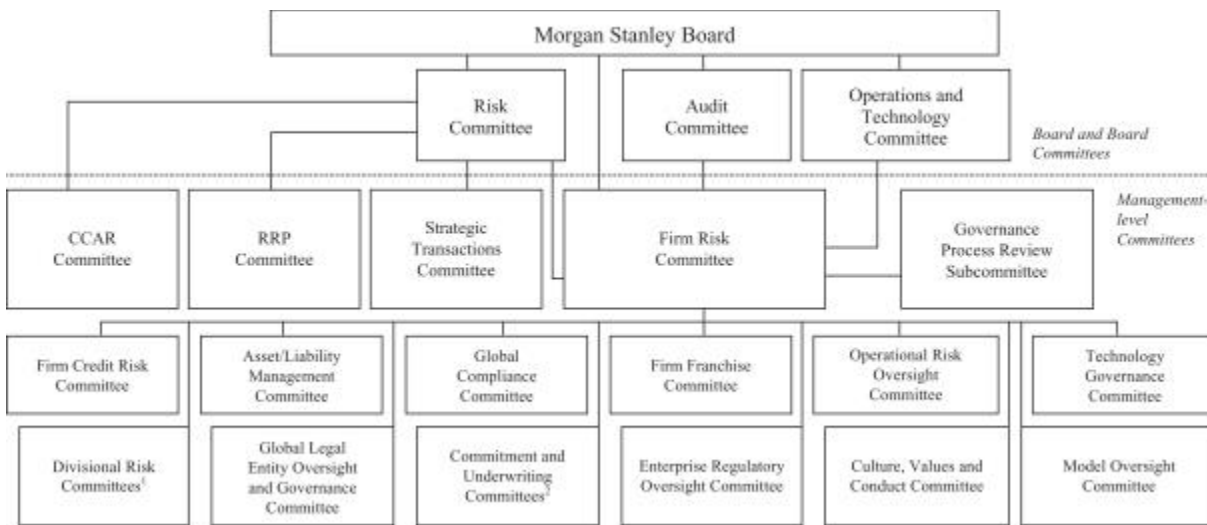 Morgan Stanley Board
Risk
Committee
Audit
Committee
Operations and
Technology
Committee
Board and Board
Committees
CCAR
Committee
RRP
Committee
Strategic
Transactions
Committee
Firm Risk
Committee
Governance
Process Review
Subcommittee
Management-
level
Committees
Firm Credit Risk
Committee
Asset/Liability
Management
Committee
Global
Compliance
Committee
Firm Franchise
Committee
Operational Risk
Oversight
Committee
Technology
Governance
Committee
Divisional Risk
Committees¹
Global Legal
Entity Oversight
and Governance
Committee
Commitment and
Underwriting
Committees²
Enterprise Regulatory
Oversight Committee
Culture, Values and
Conduct Committee
Model Oversight
Committee